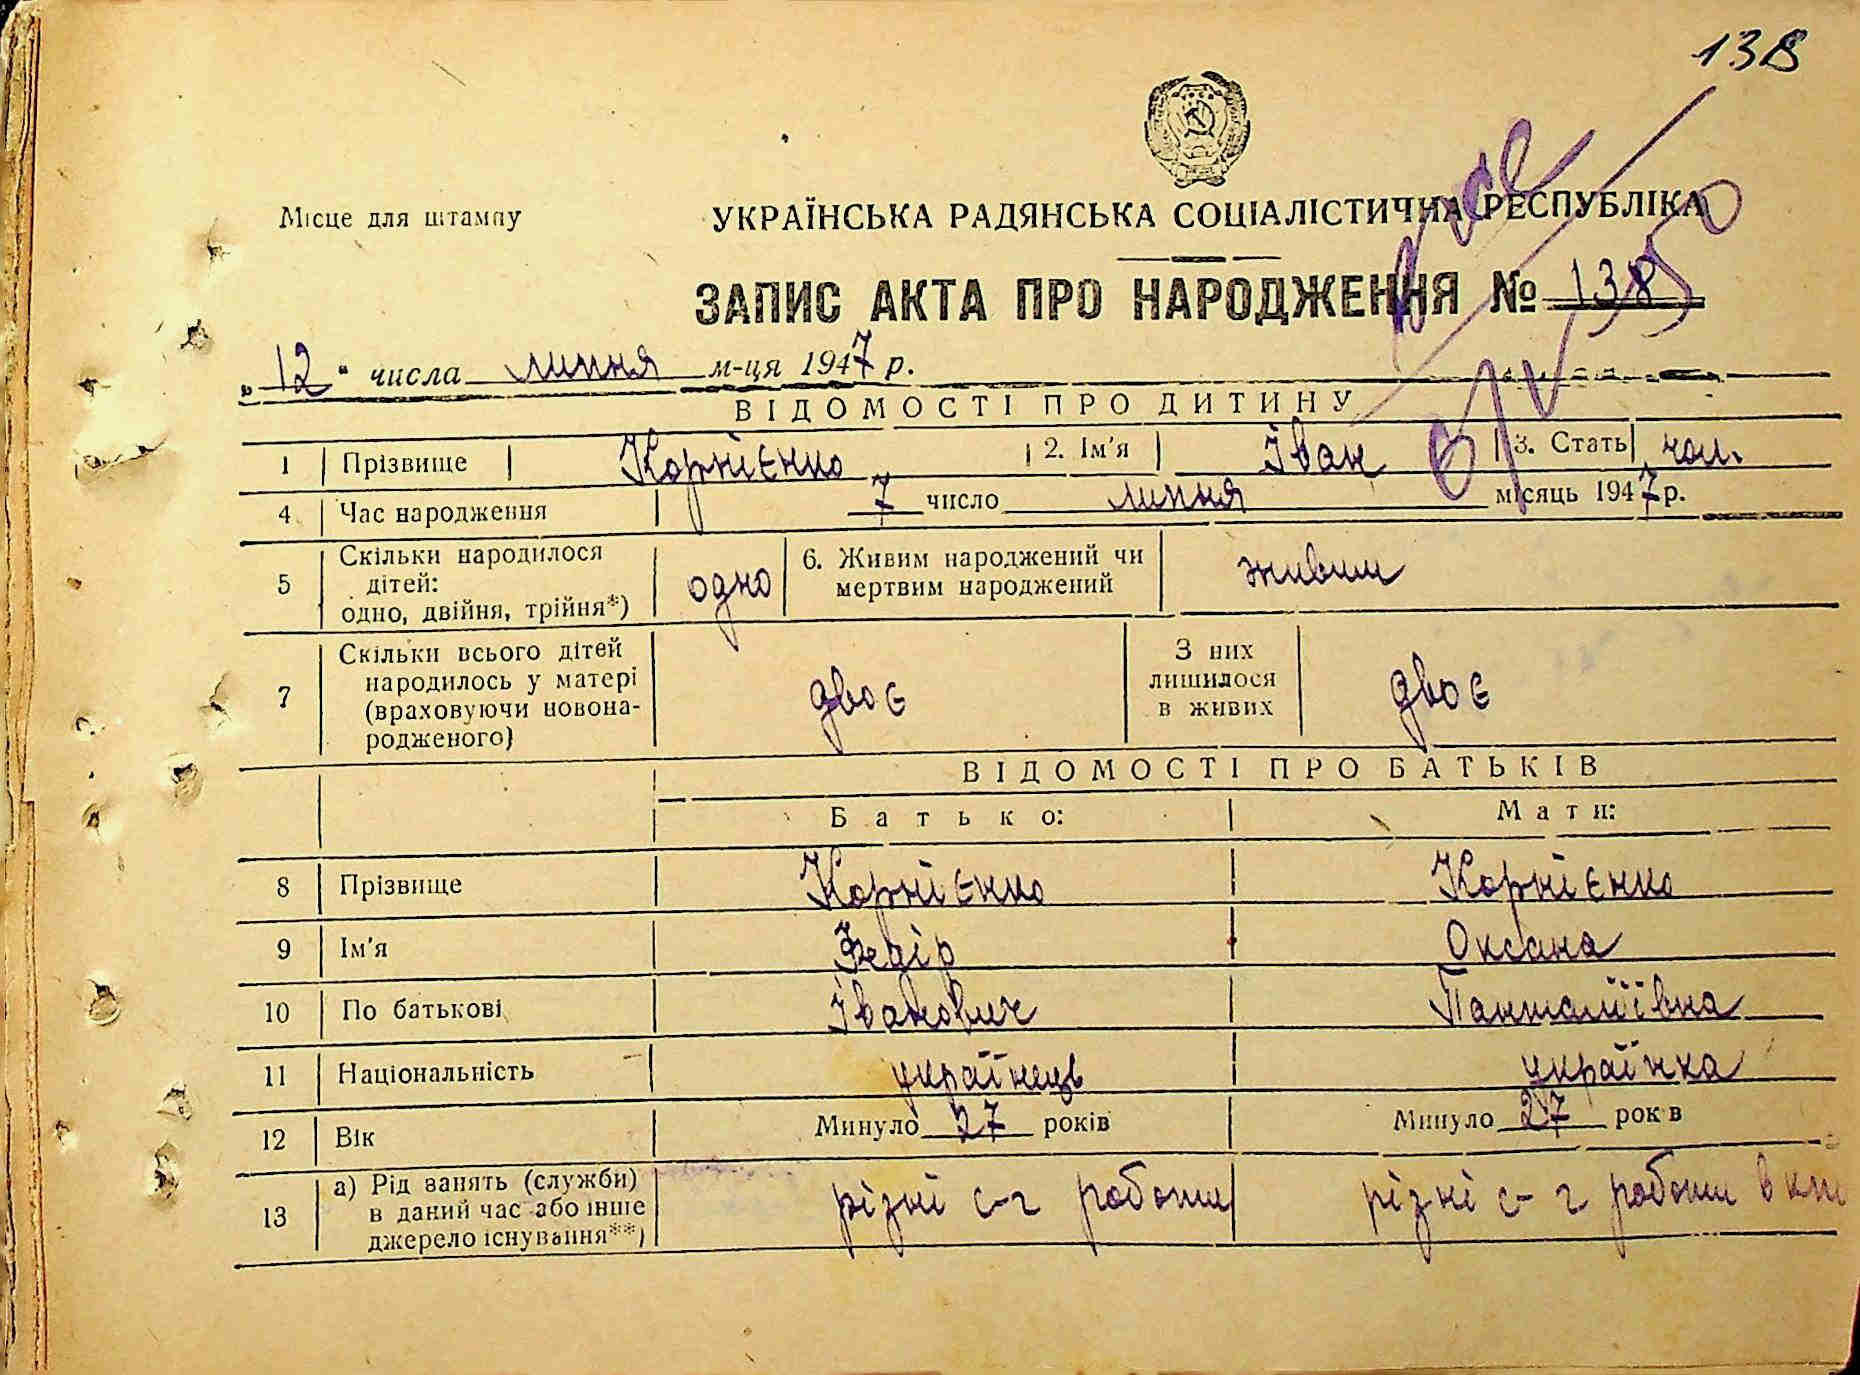 138
Місце для штампу
УКРАЇНСЬКА РАДЯНСЬКА СОЦІАЛІСТИЧНА РЕСПУБЛІКА
ЗАПИС АКТА ПРО НАРОДЖЕННЯ № 138
„12“ числа липня м-ця 1947 р.
ВІДОМОСТІ ПРО ДИТИНУ
1 Прізвище Корнієнко 2. Ім'я Іван 3. Стать чол.
4 Час народження 7 число липня місяць 1947 р.
5 Скільки народилося дітей: одно, двійня, трійня*) одно 6. Живим народжений чи мертвим народжений живим
7 Скільки всього дітей народилось у матері (враховуючи новонародженого) двоє З них лишилося в живих двоє
ВІДОМОСТІ ПРО БАТЬКІВ
Батько: Мати:
8 Прізвище Корнієнко Корнієнко
9 Ім'я Федір Оксана
10 По батькові Іванович Панталіївна
11 Національність українець українка
12 Вік Минуло 27 років Минуло 27 рок в
13 а) Рід занять (служби) в даний час або інше джерело існування**) різні с-г роботи різні с-г роботи в